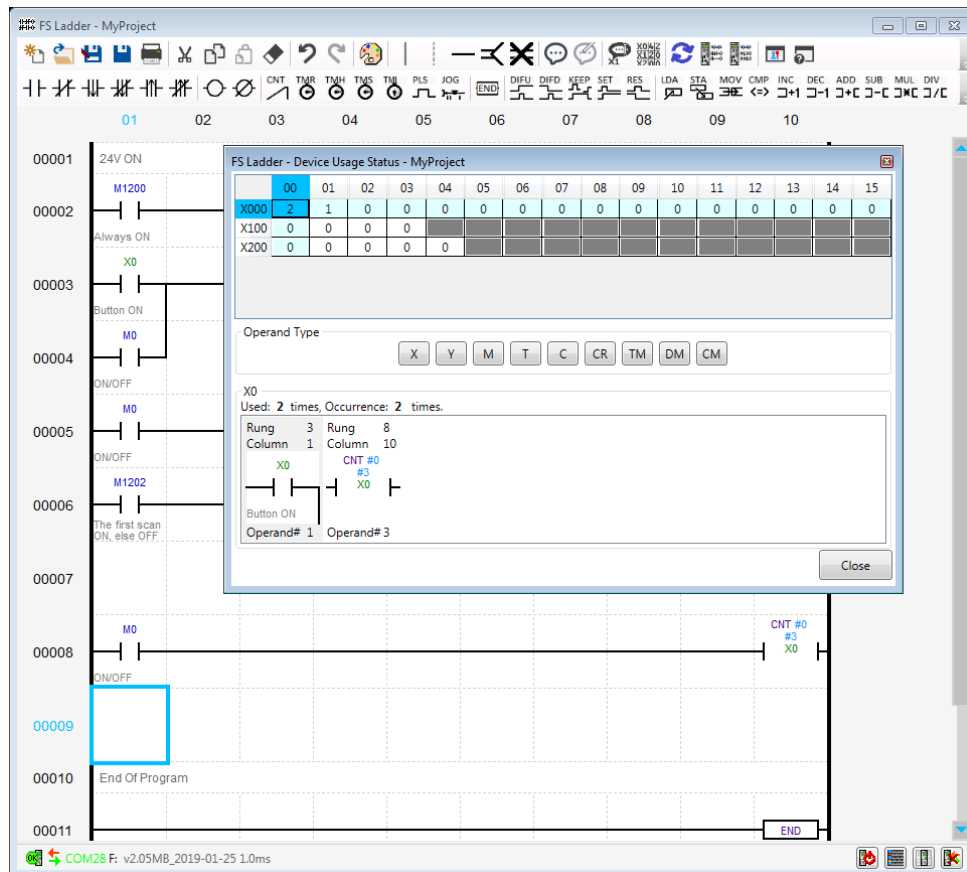 FS Ladder - MyProject
CNT TMR TMH TMS TML PLS JOG END DIFU DIFD KEEP SET RES LDA STA MOV CMP INC DEC ADD SUB MUL DIV
<=> +1 -1
01 02 03 04 05 06 07 08 09 10
00001 24V ON
M1200
00002
Always ON
X0
00003
Button ON
M0
00004
ON/OFF
M0
00005
ON/OFF
M1202
00006
The first scan
ON, else OFF
00007
M0
CNT #0
#3
00008 X0
ON/OFF
00009
00010 End Of Program
00011 END
FS Ladder - Device Usage Status - MyProject
00 01 02 03 04 05 06 07 08 09 10 11 12 13 14 15
X000 2 1 0 0 0 0 0 0 0 0 0 0 0 0 0 0
X100 0 0 0 0
X200 0 0 0 0 0
Operand Type
X Y M T C CR TM DM CM
X0
Used: 2 times, Occurrence: 2 times.
Rung 3 Rung 8
Column 1 Column 10
X0 CNT #0
#3
X0
Button ON
Operand# 1 Operand# 3
Close
OK COM28 F: v2.05MB_2019-01-25 1.0ms